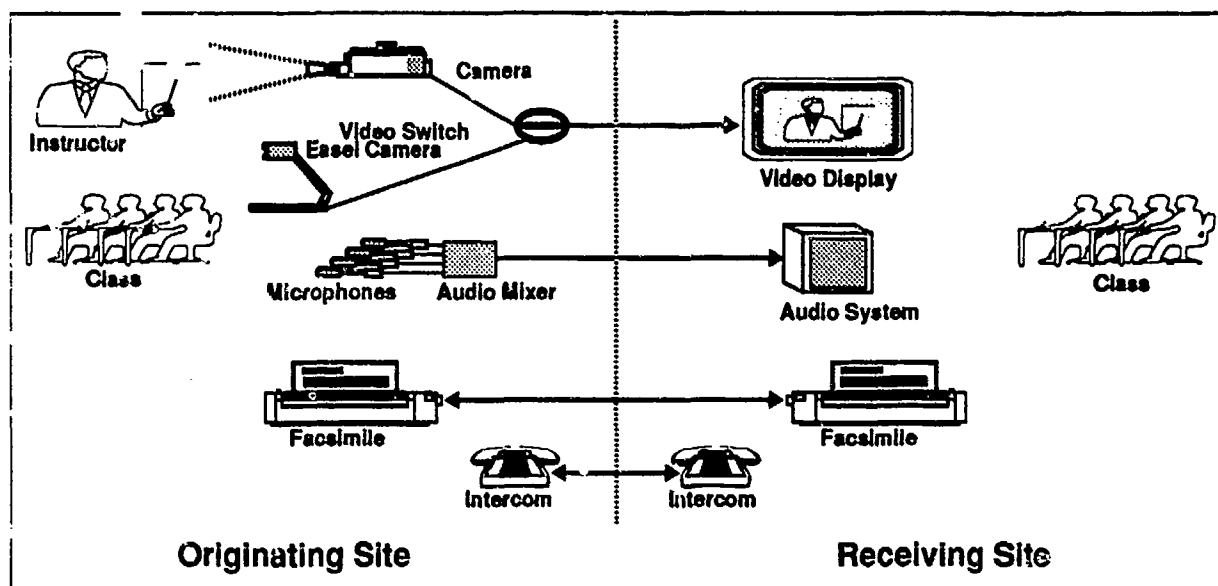 Camera
Instructor
Video Switch
Easel Camera
Video Display
Class
Microphones
Audio Mixer
Audio System
Class
Facsimile
Facsimile
Intercom
Intercom
Originating Site
Receiving Site